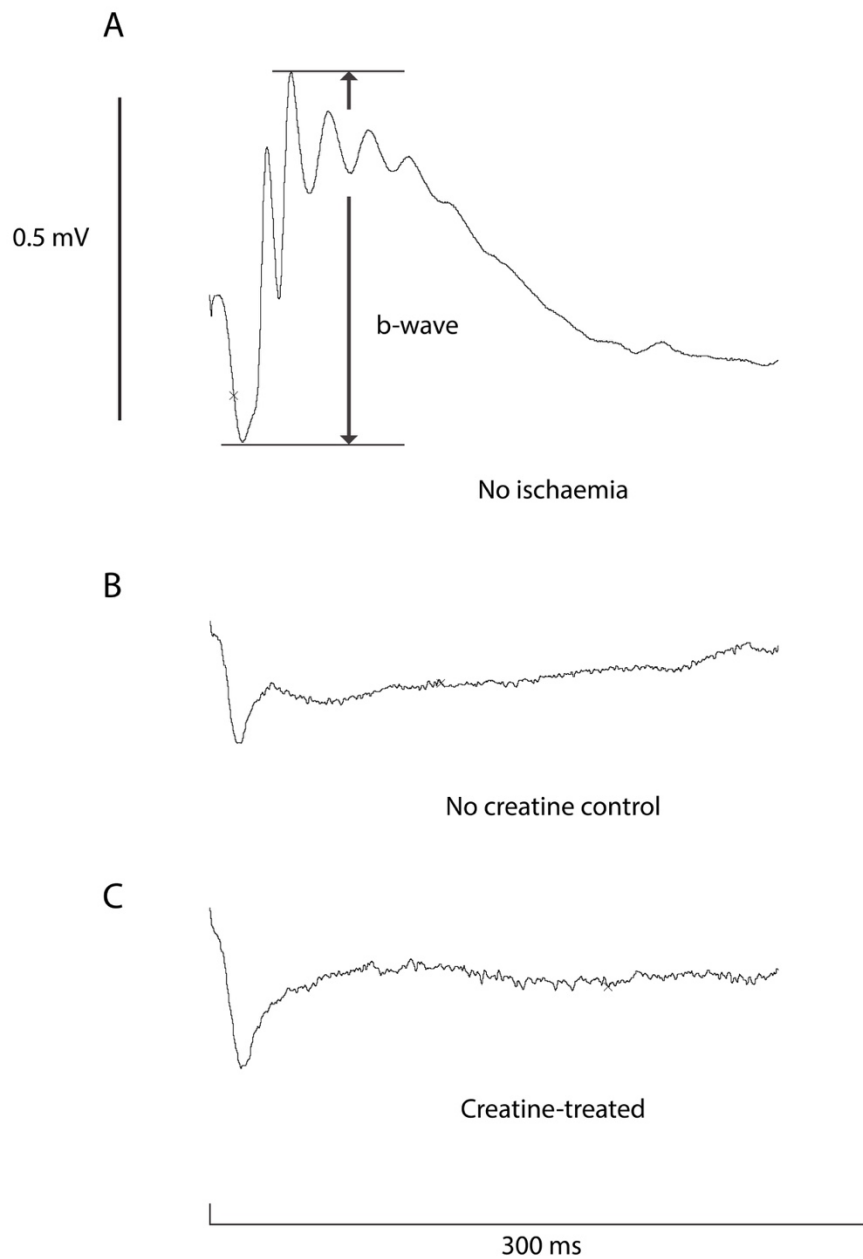 A
0.5 mV
b-wave
No ischaemia
B
No creatine control
C
Creatine-treated
300 ms